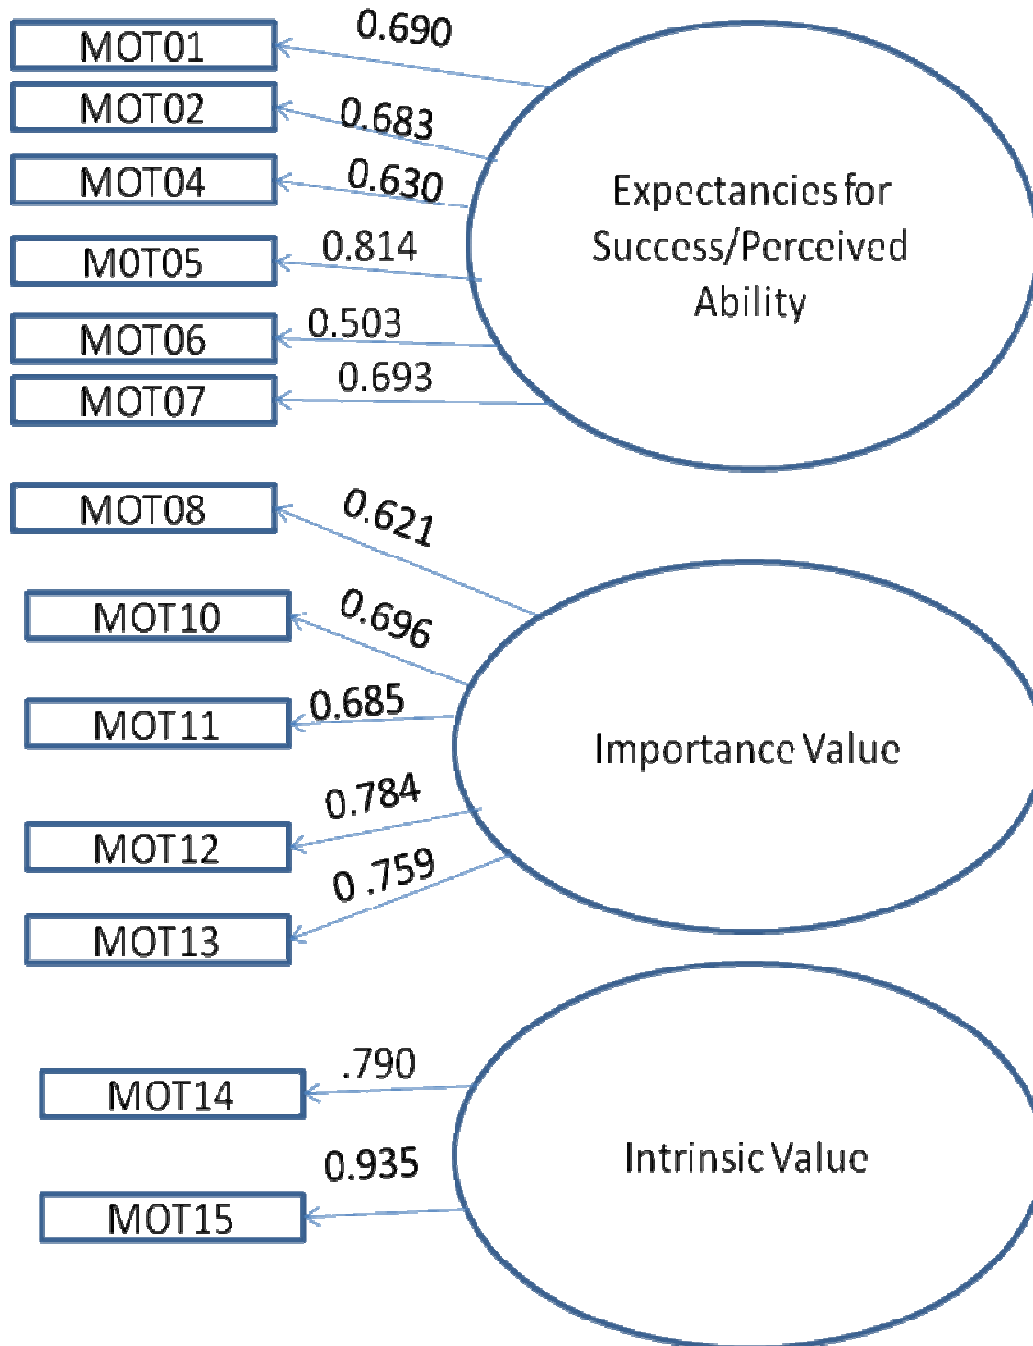 0.690
MOT01
MOT02
0.683
MOT04
0.630
Expectancies for
Success/Perceived
Ability
M0T05
0.814
MOT06
0.503
MOT07
0.693
MOT08
0.621
MOT10
0.696
MOT11
0.685
Importance Value
MOT12
0.784
MOT13
0 .759
MOT14
.790
Intrinsic Value
MOT15
0.935